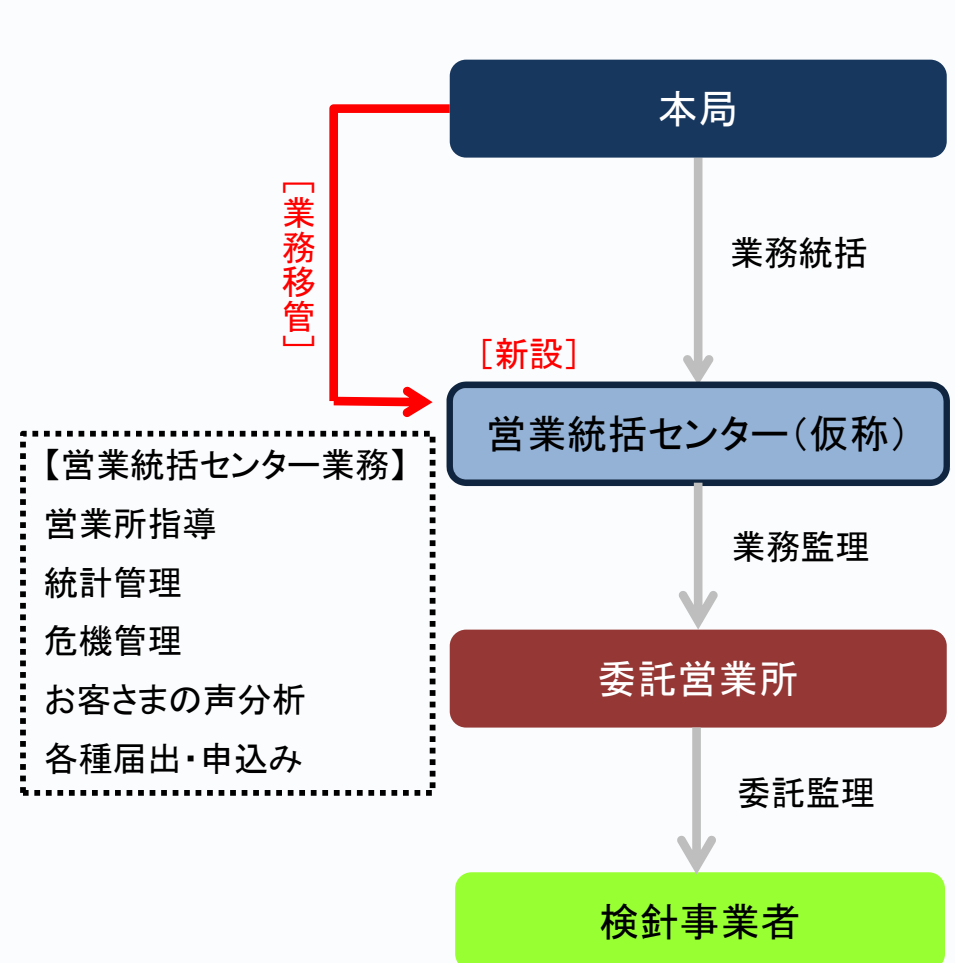 本局
[業務移管]
業務統括
[新設]
営業統括センター(仮称)
【営業統括センター業務】
営業所指導
統計管理
危機管理
お客さまの声分析
各種届出・申込み
業務監理
委託営業所
委託監理
検針事業者